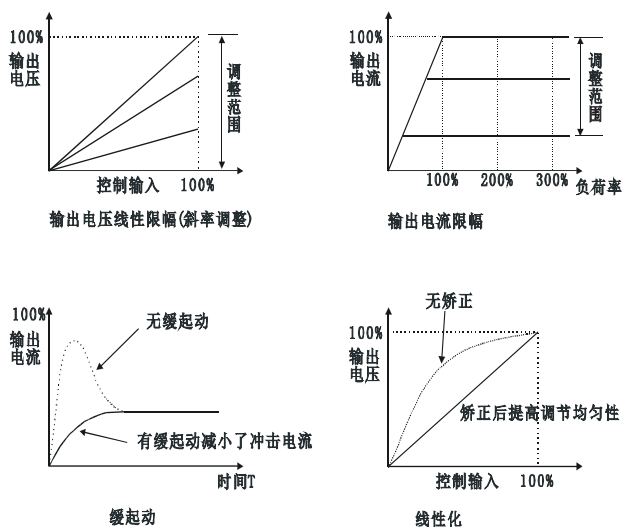 100%
输出
电压
调
整
范
围
控制输入 100%
输出电压线性限幅(斜率调整)
100%
输出
电流
调
整
范
围
100% 200% 300% 负荷率
输出电流限幅
100%
输出
电流
无缓起动
有缓起动减小了冲击电流
时间T
缓起动
无矫正
100%
输出
电压
矫正后提高调节均匀性
控制输入 100%
线性化